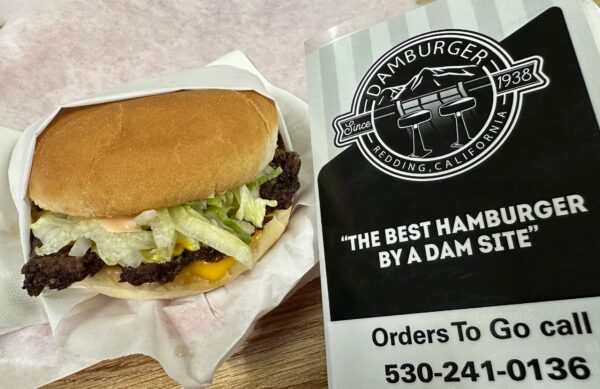 DAMBURGER
Since 1938
REDDING, CALIFORNIA
"THE BEST HAMBURGER
BY A DAM SITE"
Orders To Go call
530-241-0136